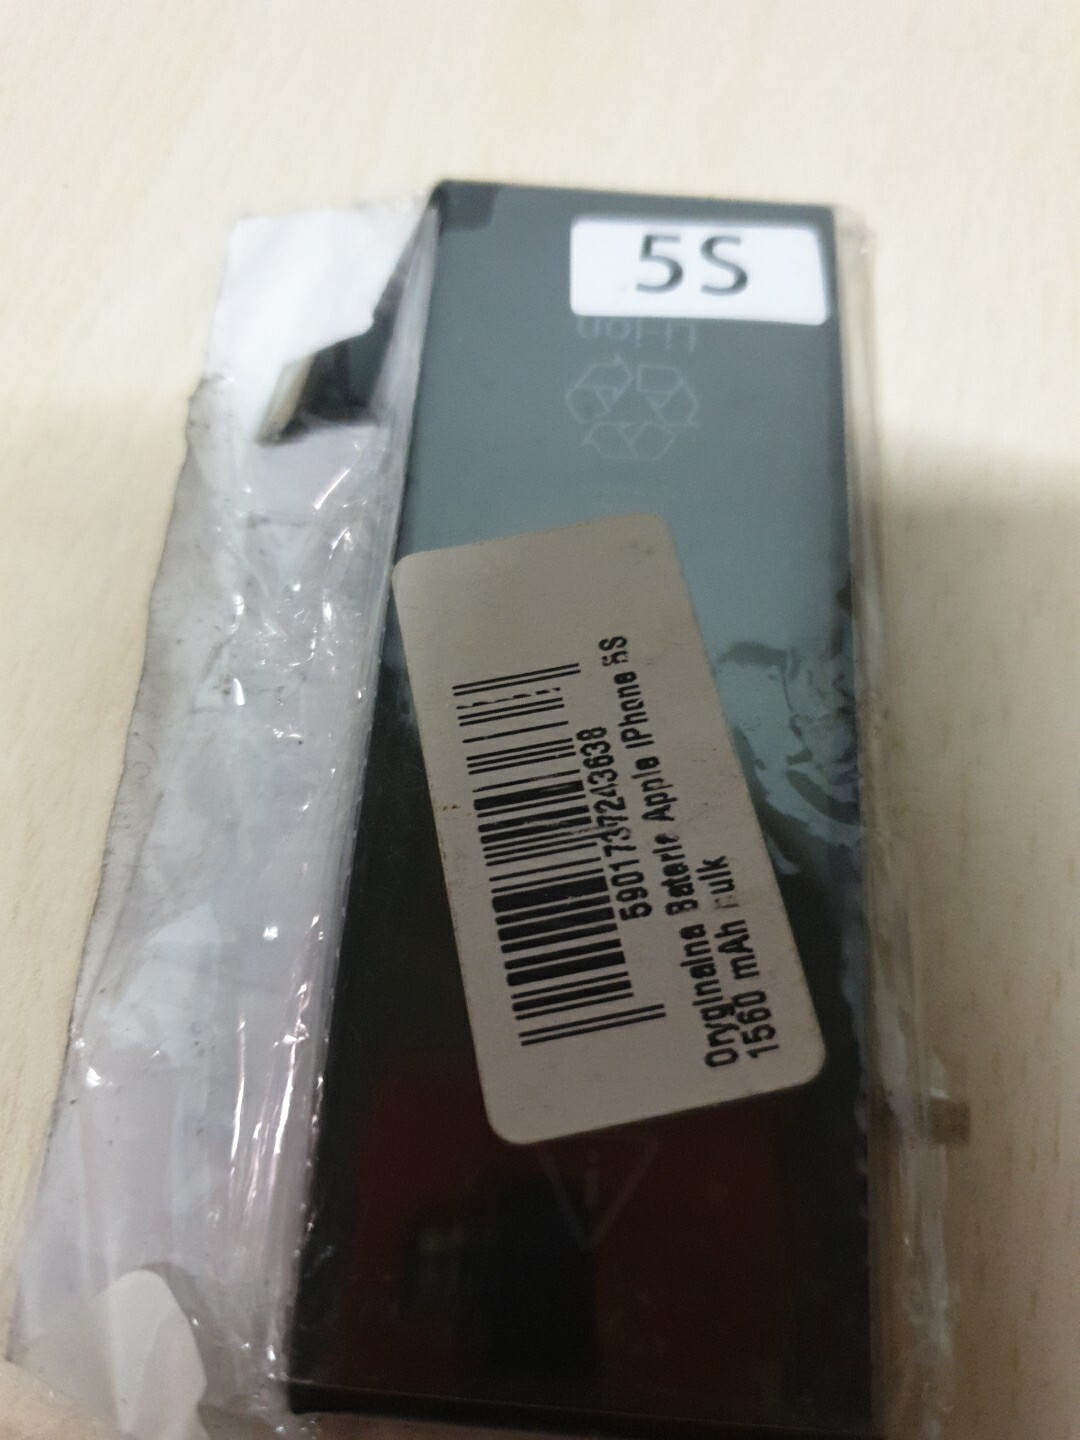 5S
Li-ion
5901737243638
Oryginalna Bateria Apple iPhone 5S
1560 mAh bulk